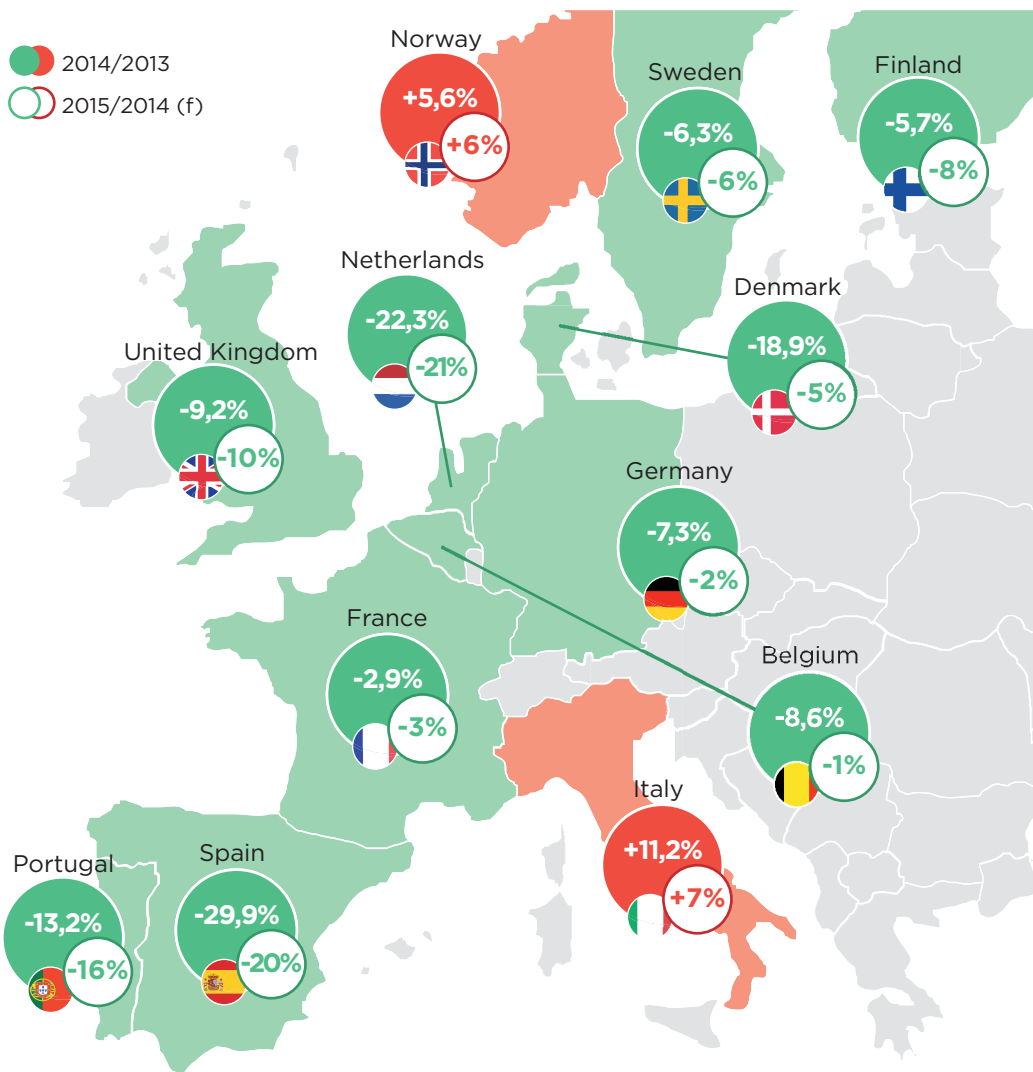 2014/2013
2015/2014 (f)
Norway
+5,6%
+6%
Sweden
-6,3%
-6%
Finland
-5,7%
-8%
Netherlands
-22,3%
-21%
Denmark
-18,9%
-5%
United Kingdom
-9,2%
-10%
Germany
-7,3%
-2%
France
-2,9%
-3%
Belgium
-8,6%
-1%
Italy
+11,2%
+7%
Portugal
-13,2%
-16%
Spain
-29,9%
-20%